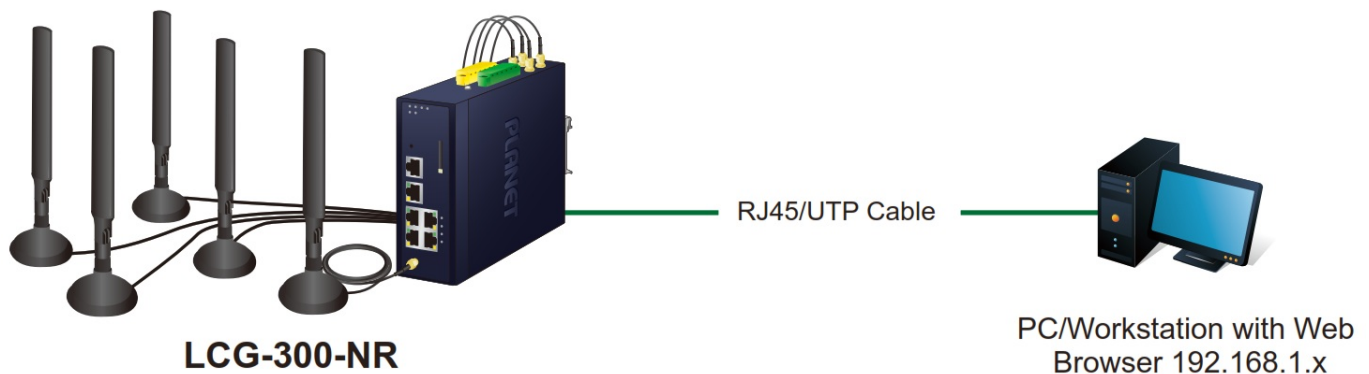 PLANET
RJ45/UTP Cable
LCG-300-NR
PC/Workstation with Web
Browser 192.168.1.x